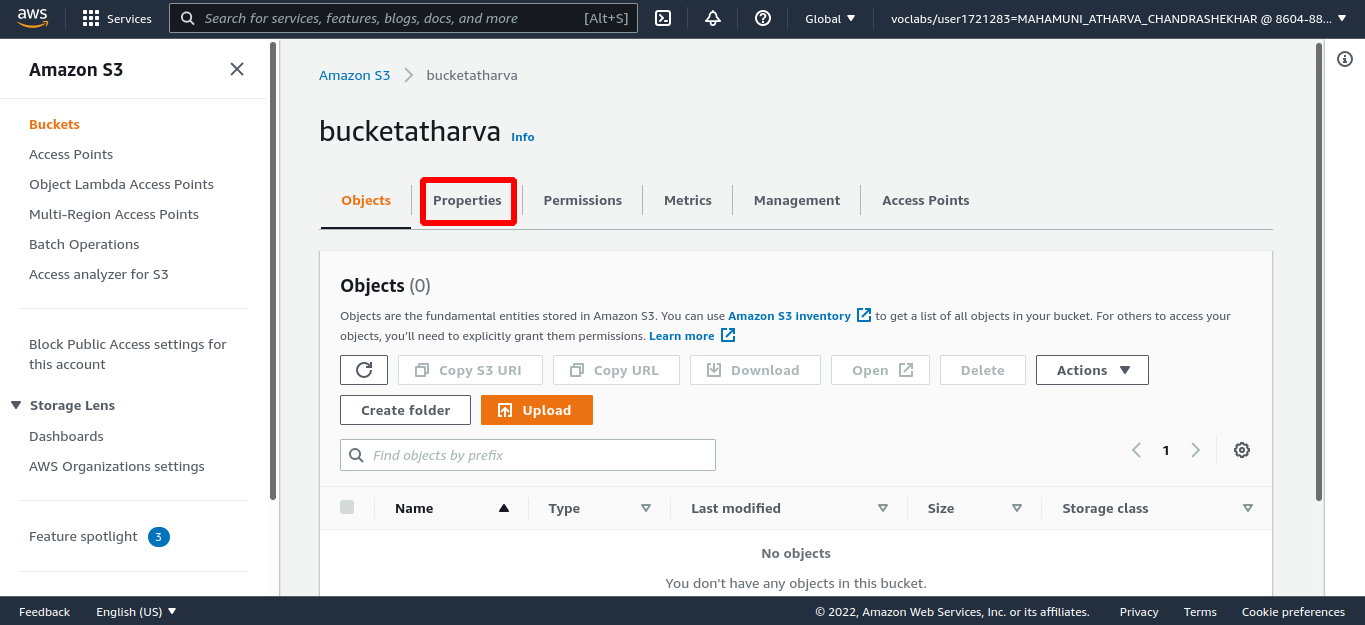 aws
Services
Search for services, features, blogs, docs, and more [Alt+S]
Global
voclabs/user1721283=MAHAMUNI_ATHARVA_CHANDRASHEKHAR @ 8604-88...
Amazon S3
Buckets
Access Points
Object Lambda Access Points
Multi-Region Access Points
Batch Operations
Access analyzer for S3
Block Public Access settings for
this account
Storage Lens
Dashboards
AWS Organizations settings
Feature spotlight 3
Amazon S3 bucketatharva
bucketatharva Info
Objects Properties Permissions Metrics Management Access Points
Objects (0)
Objects are the fundamental entities stored in Amazon S3. You can use Amazon S3 inventory to get a list of all objects in your bucket. For others to access your
objects, you'll need to explicitly grant them permissions. Learn more
Copy S3 URI Copy URL Download Open Delete Actions
Create folder Upload
Find objects by prefix
1
Name Type Last modified Size Storage class
No objects
You don't have any objects in this bucket.
Feedback English (US) © 2022, Amazon Web Services, Inc. or its affiliates. Privacy Terms Cookie preferences